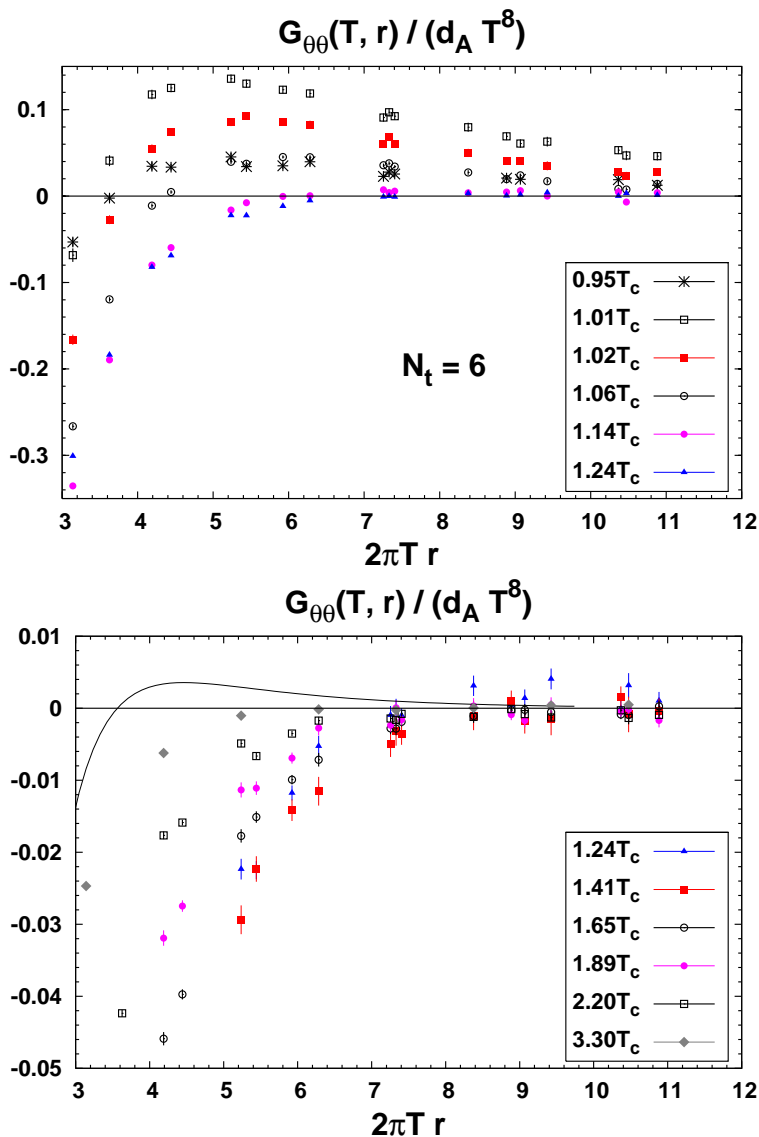 G_θθ(T, r) / (d_A T^8)
0.1
0
-0.1
-0.2
-0.3
3 4 5 6 7 8 9 10 11 12
2πT r
N_t = 6
0.95T_c
1.01T_c
1.02T_c
1.06T_c
1.14T_c
1.24T_c
G_θθ(T, r) / (d_A T^8)
0.01
0
-0.01
-0.02
-0.03
-0.04
-0.05
3 4 5 6 7 8 9 10 11 12
2πT r
1.24T_c
1.41T_c
1.65T_c
1.89T_c
2.20T_c
3.30T_c